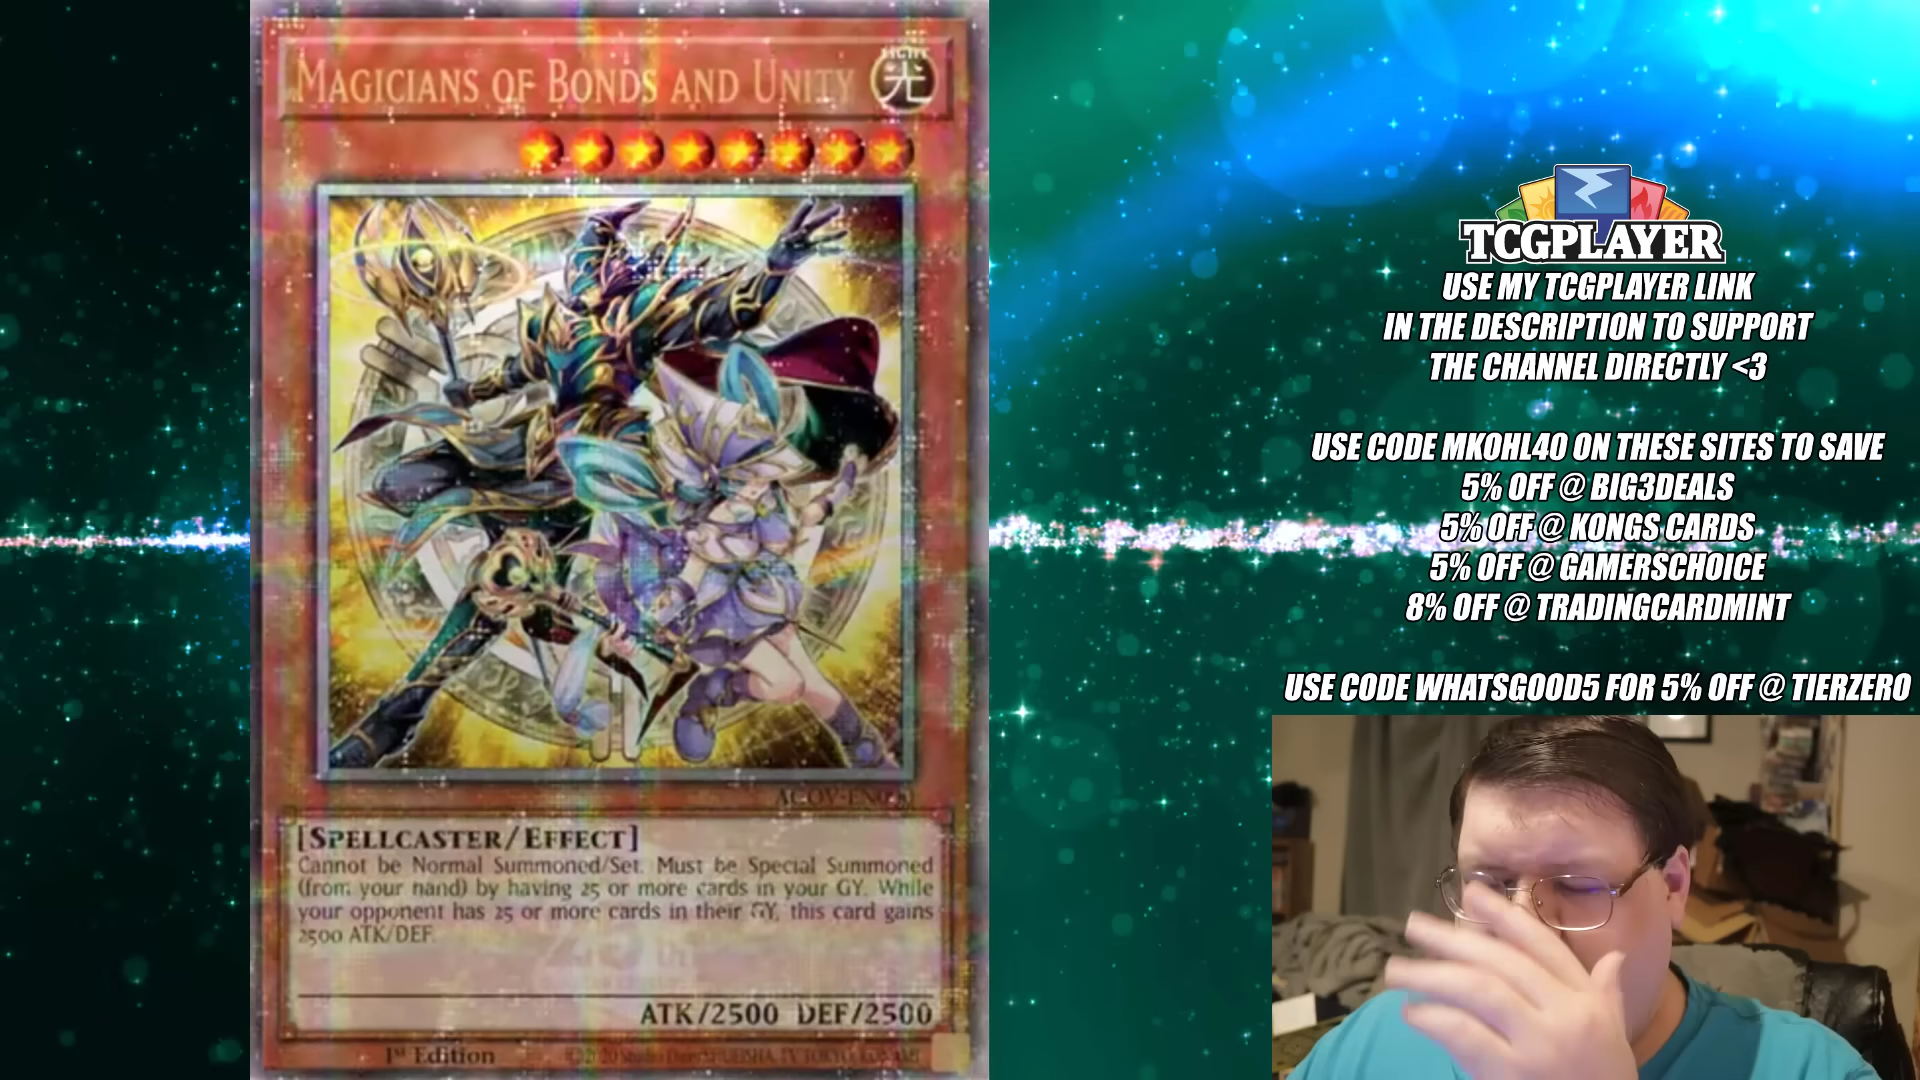 MAGICIANS OF BONDS AND UNITY
LIGHT
光
[SPELLCASTER/EFFECT]
Cannot be Normal Summoned/Set. Must be Special Summoned
(from your hand) by having 25 or more cards in your GY. While
your opponent has 25 or more cards in their GY, this card gains
2500 ATK/DEF.
ATK/2500 DEF/2500
1st Edition
TCGPLAYER
USE MY TCGPLAYER LINK
IN THE DESCRIPTION TO SUPPORT
THE CHANNEL DIRECTLY <3
USE CODE MKOHL40 ON THESE SITES TO SAVE
5% OFF @ BIG3DEALS
5% OFF @ KONGS CARDS
5% OFF @ GAMERSCHOICE
8% OFF @ TRADINGCARDMINT
USE CODE WHATSGOOD5 FOR 5% OFF @ TIERZERO